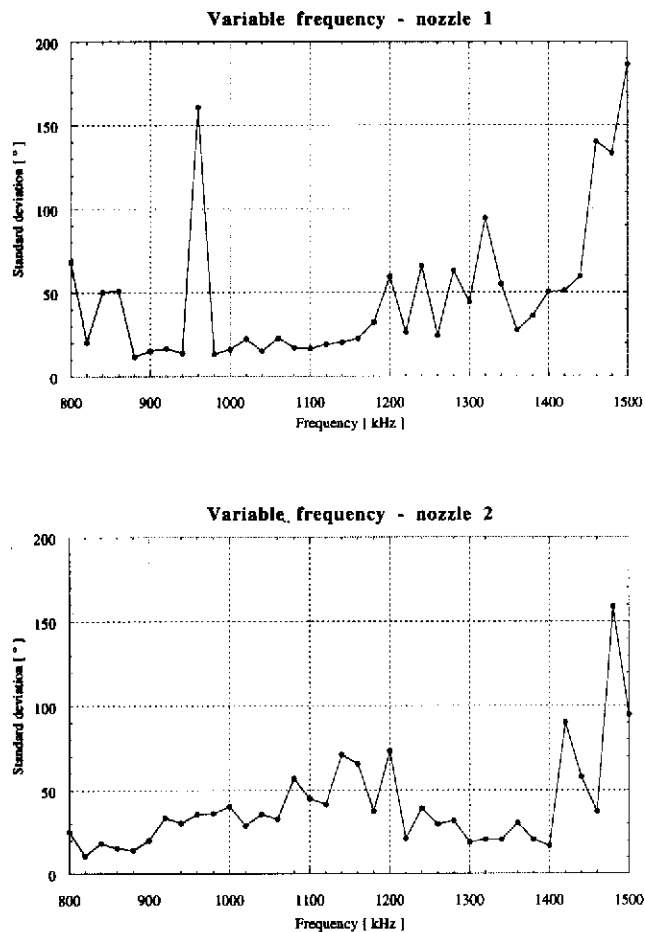 Variable frequency - nozzle 1
200
150
100
50
0
Standard deviation [ ° ]
800 900 1000 1100 1200 1300 1400 1500
Frequency [ kHz ]
Variable frequency - nozzle 2
200
150
100
50
0
Standard deviation [ ° ]
800 900 1000 1100 1200 1300 1400 1500
Frequency [ kHz ]